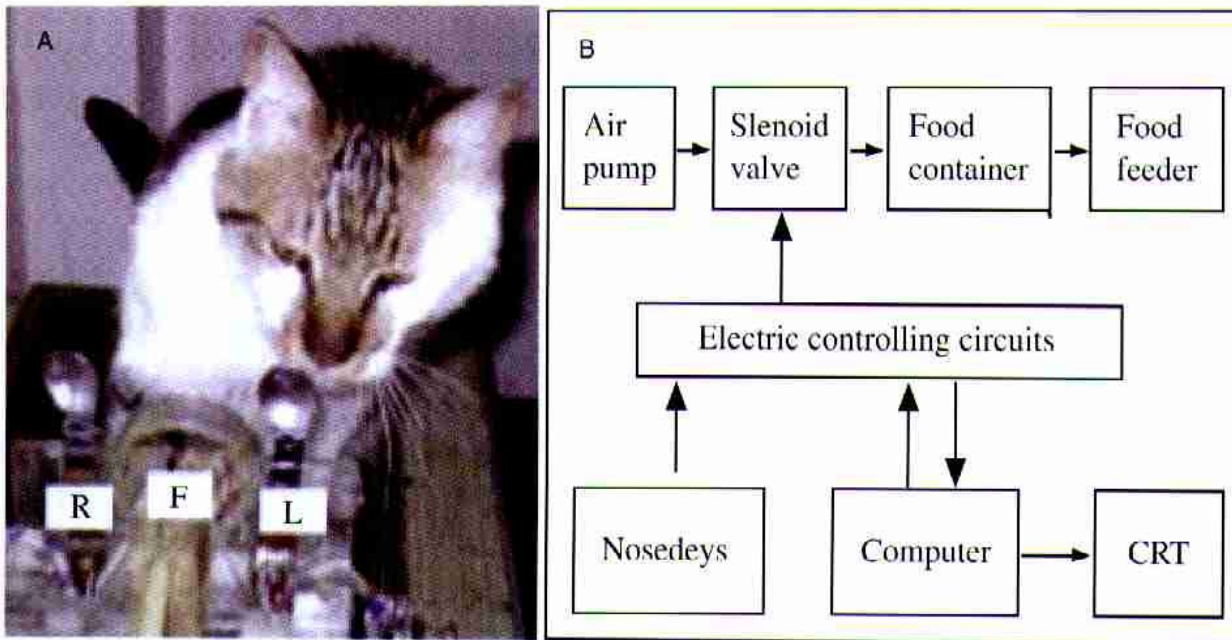 A
R
F
L
B
Air
pump
Slenoid
valve
Food
container
Food
feeder
Electric controlling circuits
Nosedeys
Computer
CRT